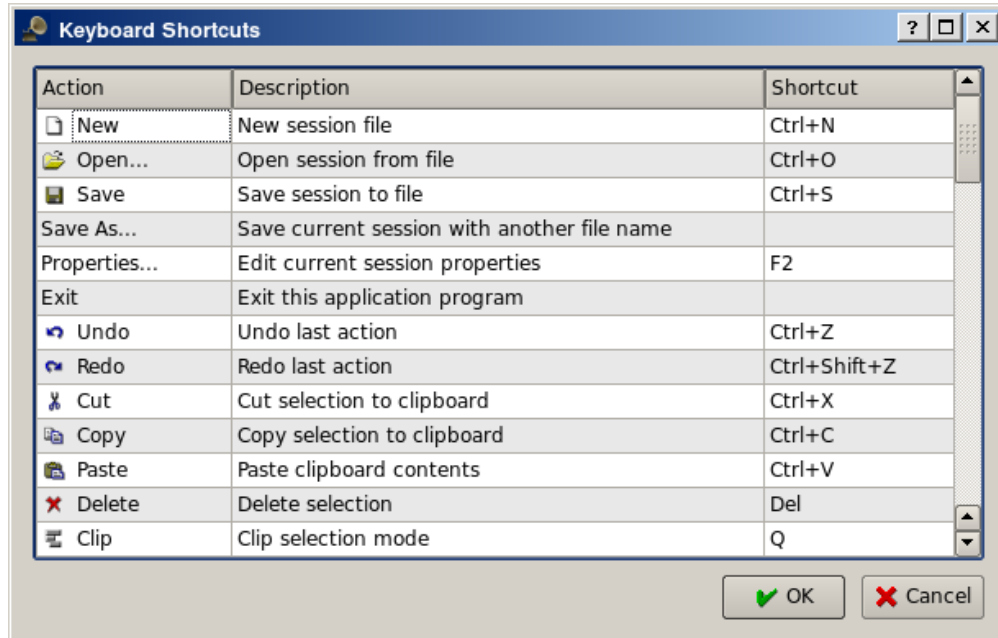 Keyboard Shortcuts
Action Description Shortcut
New New session file Ctrl+N
Open... Open session from file Ctrl+O
Save Save session to file Ctrl+S
Save As... Save current session with another file name
Properties... Edit current session properties F2
Exit Exit this application program
Undo Undo last action Ctrl+Z
Redo Redo last action Ctrl+Shift+Z
Cut Cut selection to clipboard Ctrl+X
Copy Copy selection to clipboard Ctrl+C
Paste Paste clipboard contents Ctrl+V
Delete Delete selection Del
Clip Clip selection mode Q
OK Cancel